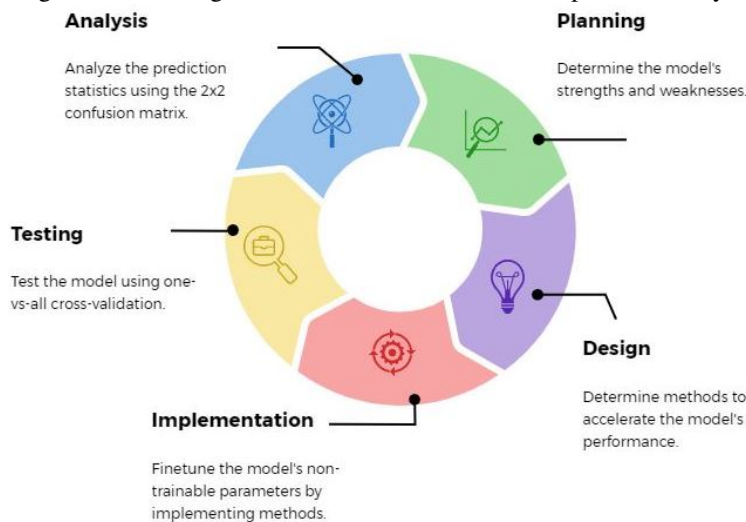 Analysis
Analyze the prediction
statistics using the 2x2
confusion matrix.
Planning
Determine the model's
strengths and weaknesses.
Testing
Test the model using one-
vs-all cross-validation.
Design
Determine methods to
accelerate the model's
performance.
Implementation
Finetune the model's non-
trainable parameters by
implementing methods.